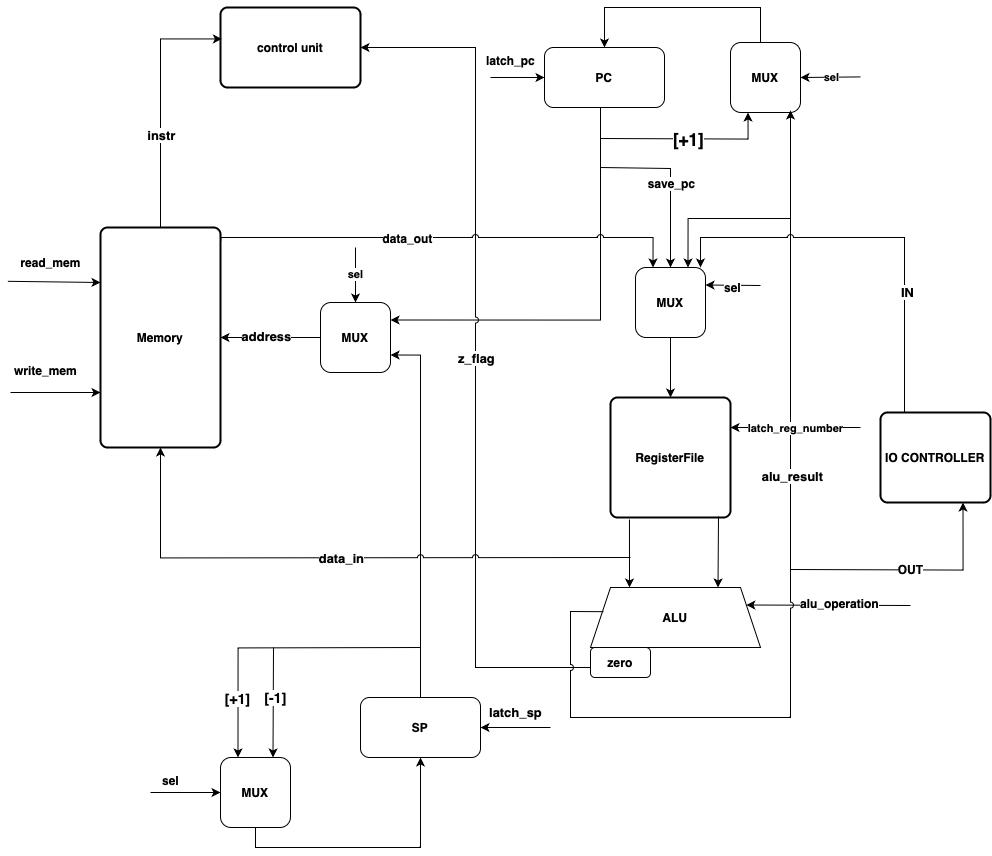 control unit
latch_pc
PC
MUX
sel
instr
[+1]
save_pc
data_out
read_mem
sel
MUX
sel
IN
Memory
address
MUX
z_flag
write_mem
latch_reg_number
RegisterFile
IO CONTROLLER
alu_result
data_in
OUT
alu_operation
ALU
zero
[+1]
[-1]
latch_sp
SP
sel
MUX